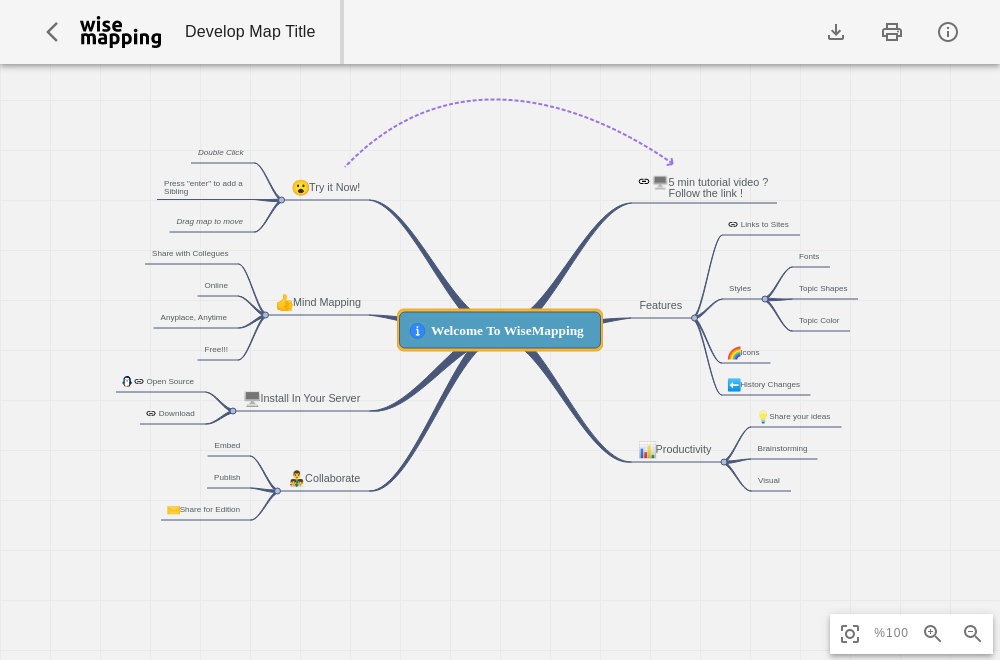 wise
mapping
Develop Map Title
Double Click
Press "enter" to add a
Sibling
Drag map to move
Try it Now!
Share with Collegues
Online
Anyplace, Anytime
Free!!!
Mind Mapping
Open Source
Download
Install In Your Server
Embed
Publish
Share for Edition
Collaborate
Welcome To WiseMapping
5 min tutorial video ?
Follow the link !
Features
Links to Sites
Styles
Fonts
Topic Shapes
Topic Color
Icons
History Changes
Productivity
Share your ideas
Brainstorming
Visual
%100